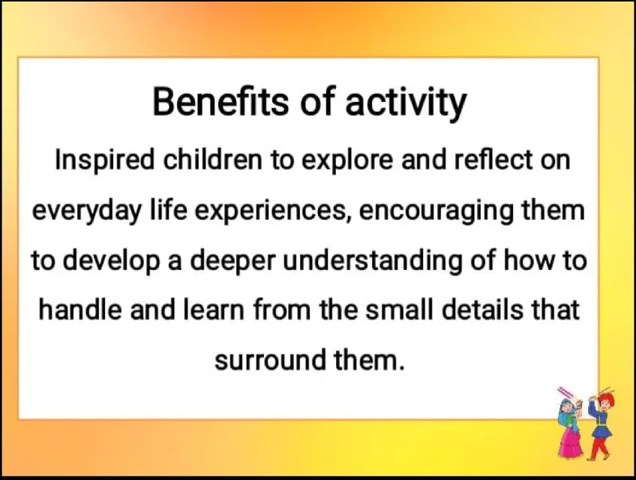 Benefits of activity
Inspired children to explore and reflect on
everyday life experiences, encouraging them
to develop a deeper understanding of how to
handle and learn from the small details that
surround them.